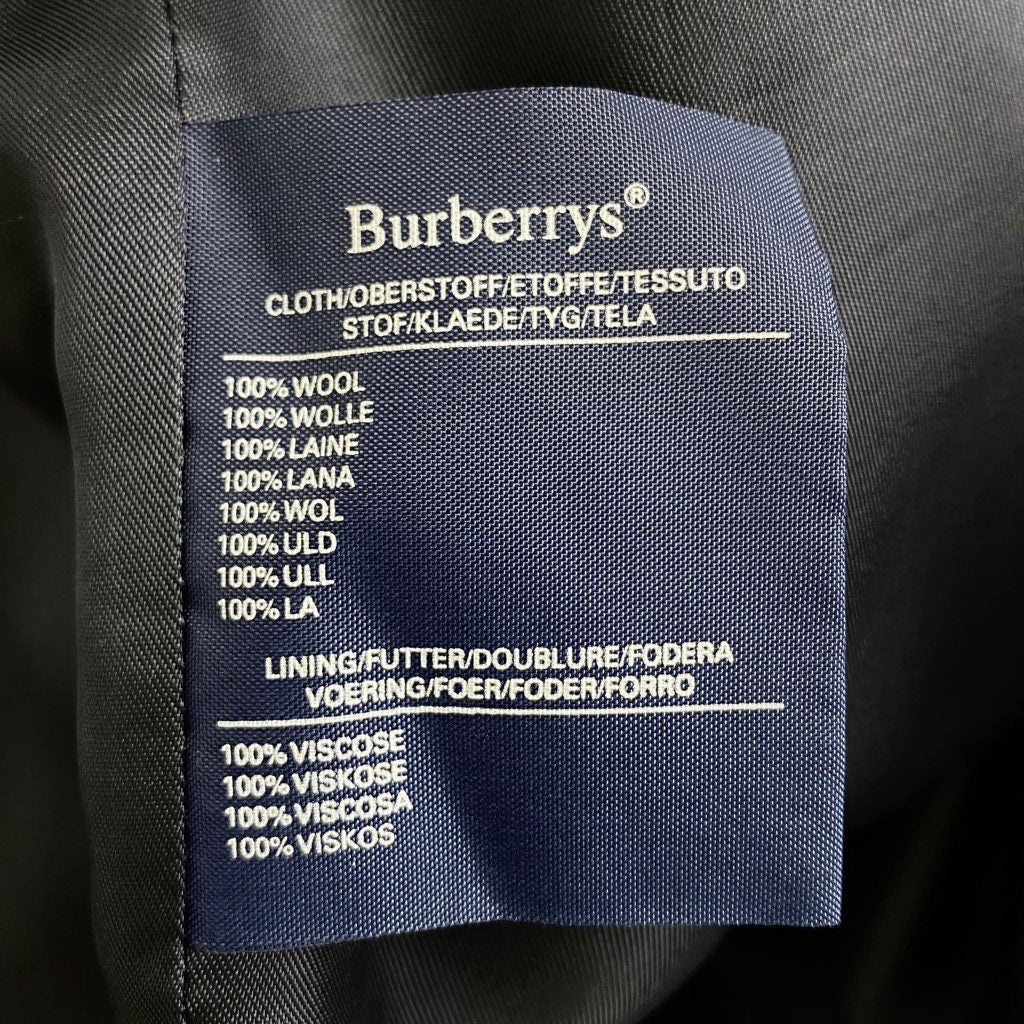 Burberrys®
CLOTH/OBERSTOFF/ETOFFE/TESSUTO
STOF/KLAEDE/TYG/TELA
100% WOOL
100% WOLLE
100% LAINE
100% LANA
100% WOL
100% ULD
100% ULL
100% LA
LINING/FUTTER/DOUBLURE/FODERA
VOERING/FOER/FODER/FORRO
100% VISCOSE
100% VISKOSE
100% VISCOSA
100% VISKOS